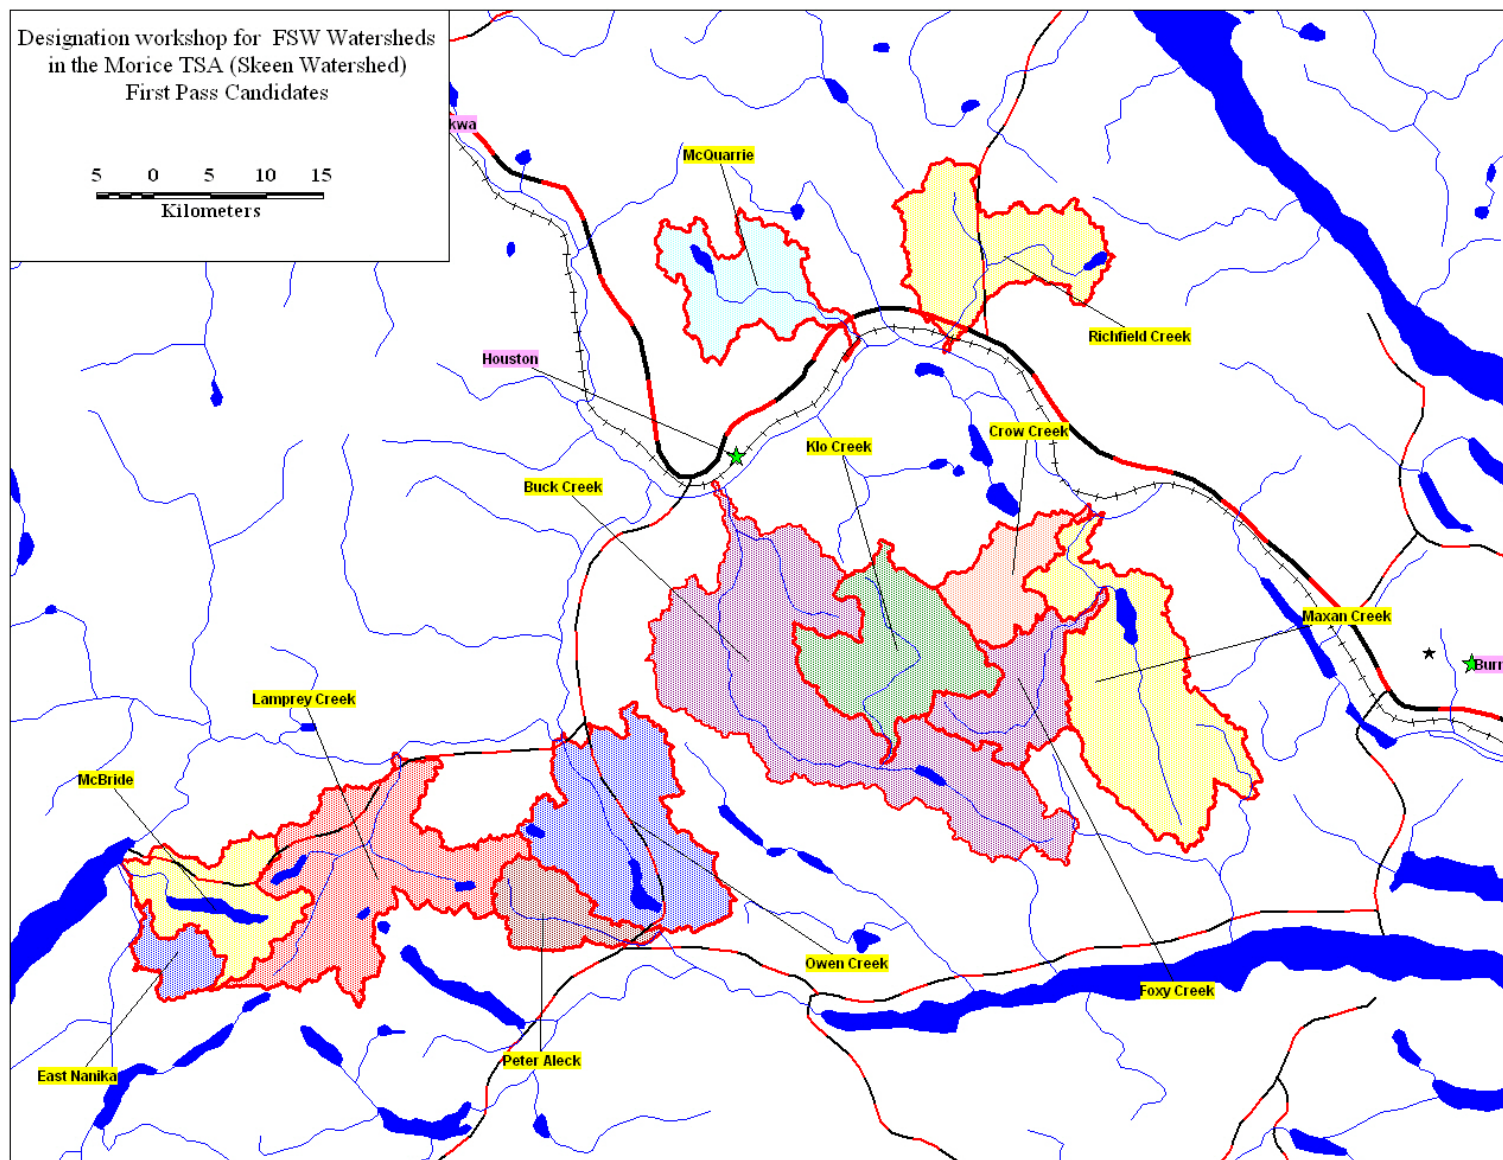 Designation workshop for FSW Watersheds
in the Morice TSA (Skeen Watershed)
First Pass Candidates
5 0 5 10 15
Kilometers
kwa
McQuarrie
Richfield Creek
Houston
Crow Creek
Klo Creek
Buck Creek
Maxan Creek
Burr
Lamprey Creek
McBride
Owen Creek
Foxy Creek
Peter Aleck
East Nanika